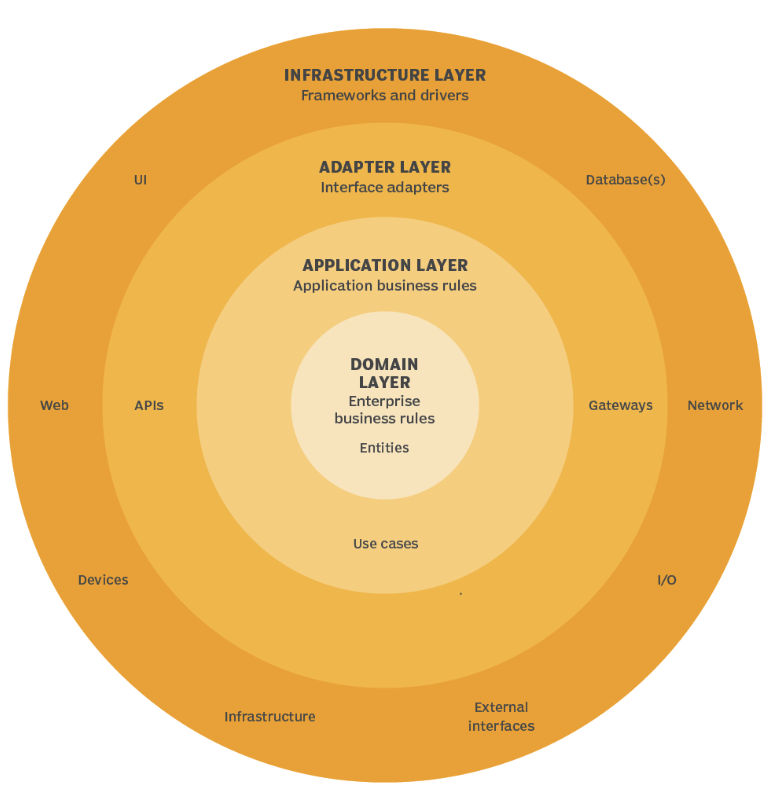 INFRASTRUCTURE LAYER
Frameworks and drivers
ADAPTER LAYER
Interface adapters
UI
Database(s)
APPLICATION LAYER
Application business rules
DOMAIN
LAYER
Enterprise
business rules
Web
APIs
Gateways
Network
Entities
Use cases
Devices
I/O
Infrastructure
External
interfaces